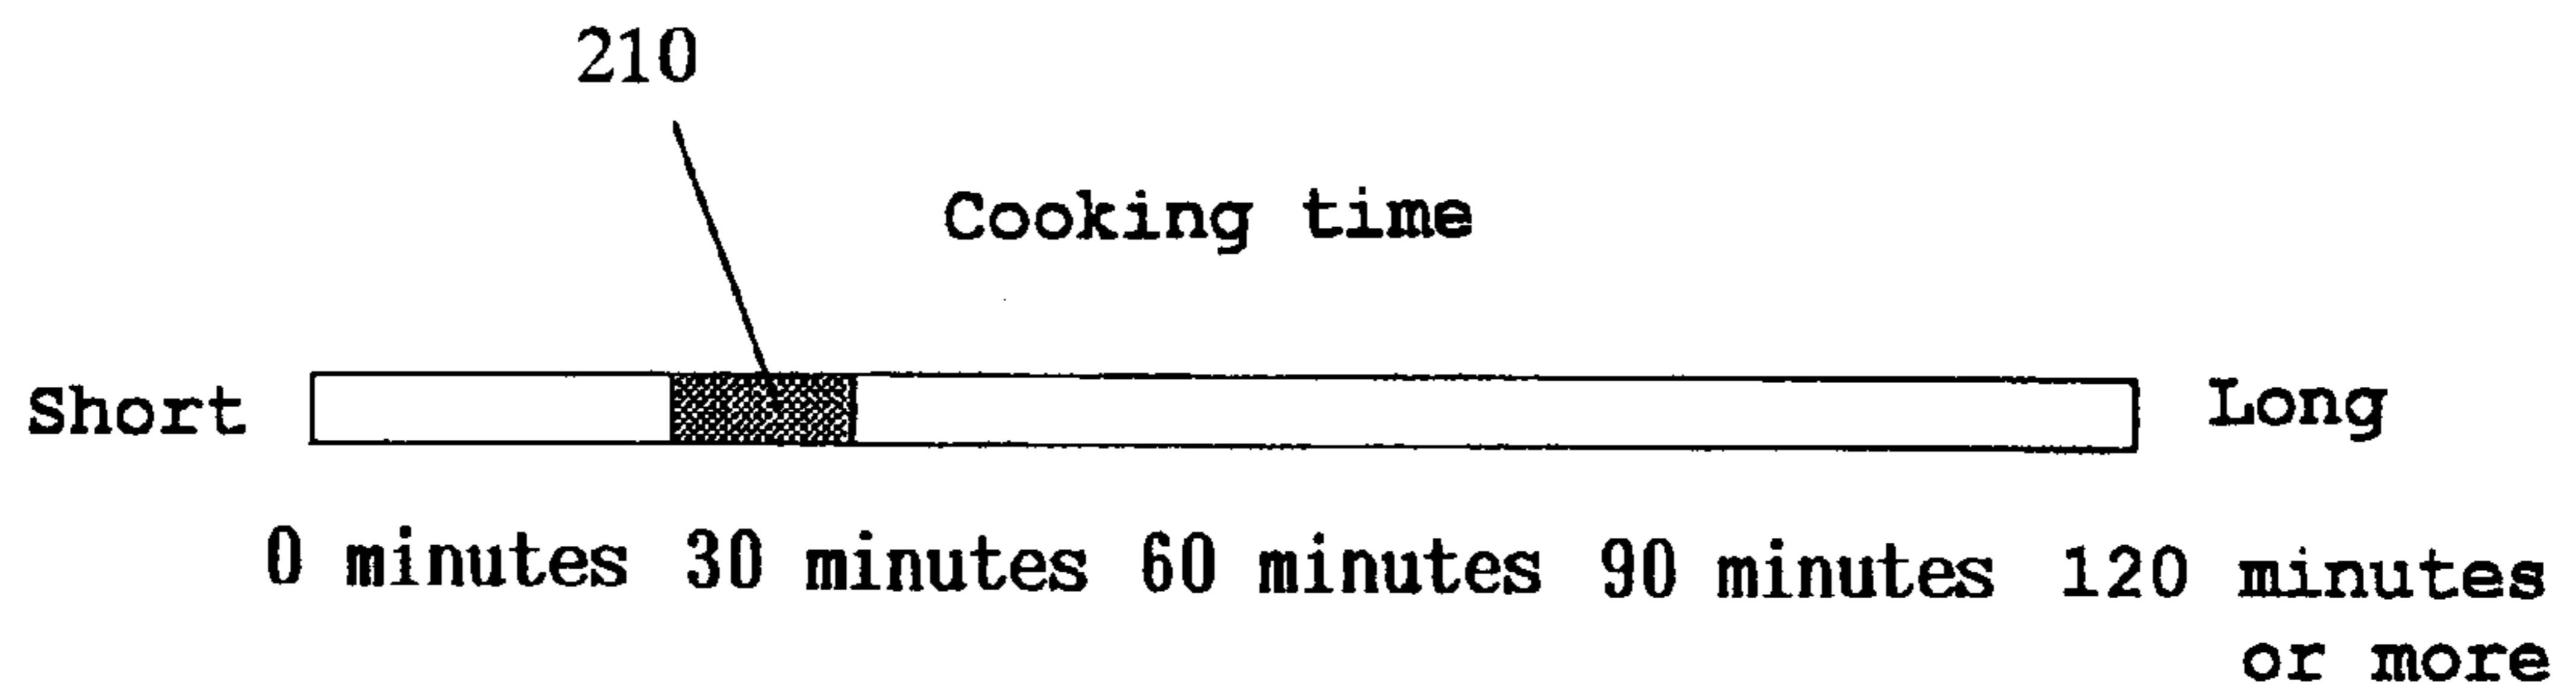 210
Cooking time
Short
Long
0 minutes 30 minutes 60 minutes 90 minutes 120 minutes
or more